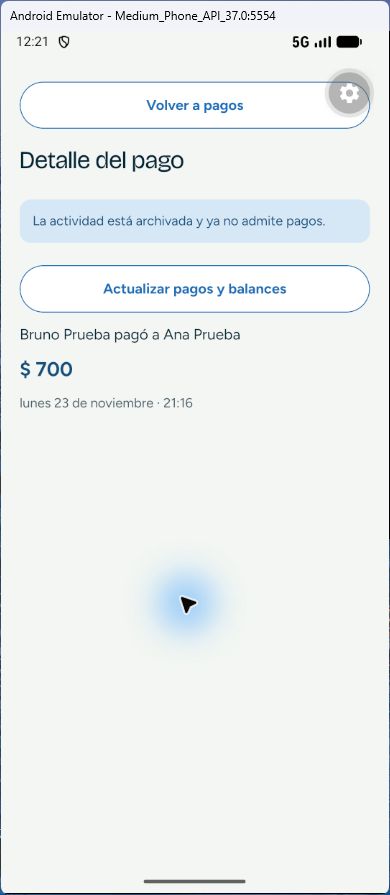 Android Emulator - Medium_Phone_API_37.0:5554
12:21 5G
Volver a pagos
Detalle del pago
La actividad está archivada y ya no admite pagos.
Actualizar pagos y balances
Bruno Prueba pagó a Ana Prueba
$ 700
lunes 23 de noviembre · 21:16